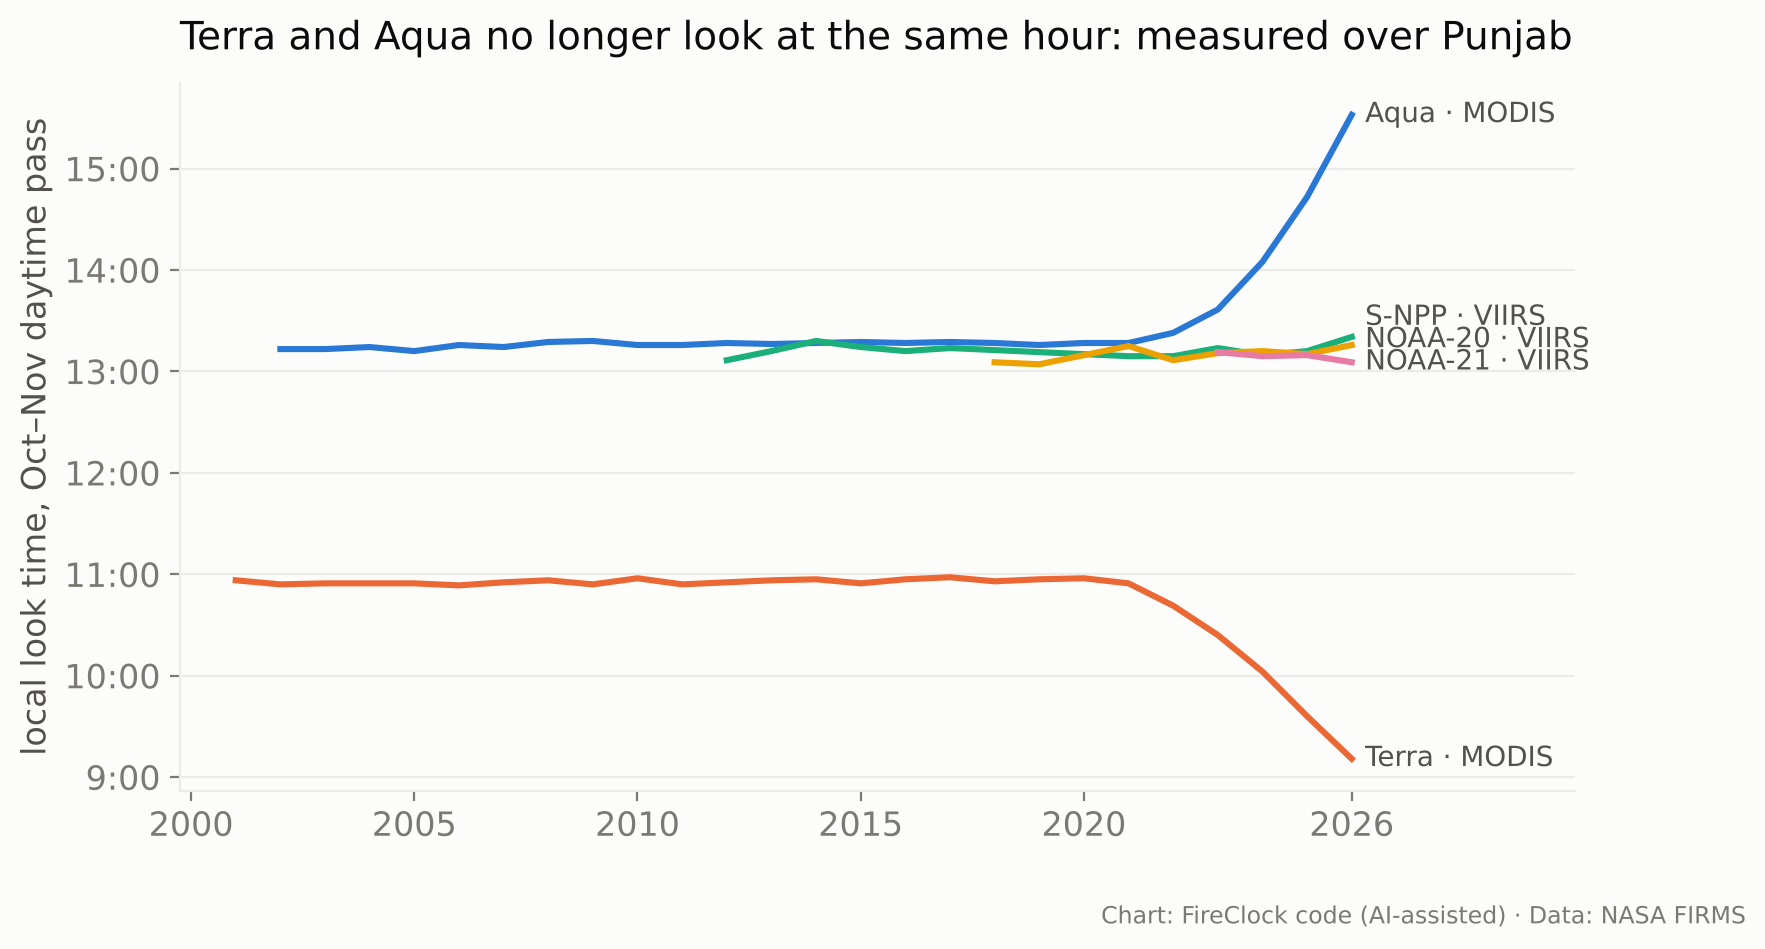 Terra and Aqua no longer look at the same hour: measured over Punjab
local look time, Oct–Nov daytime pass
15:00
14:00
13:00
12:00
11:00
10:00
9:00
2000
2005
2010
2015
2020
2026
Aqua · MODIS
S-NPP · VIIRS
NOAA-20 · VIIRS
NOAA-21 · VIIRS
Terra · MODIS
Chart: FireClock code (AI-assisted) · Data: NASA FIRMS